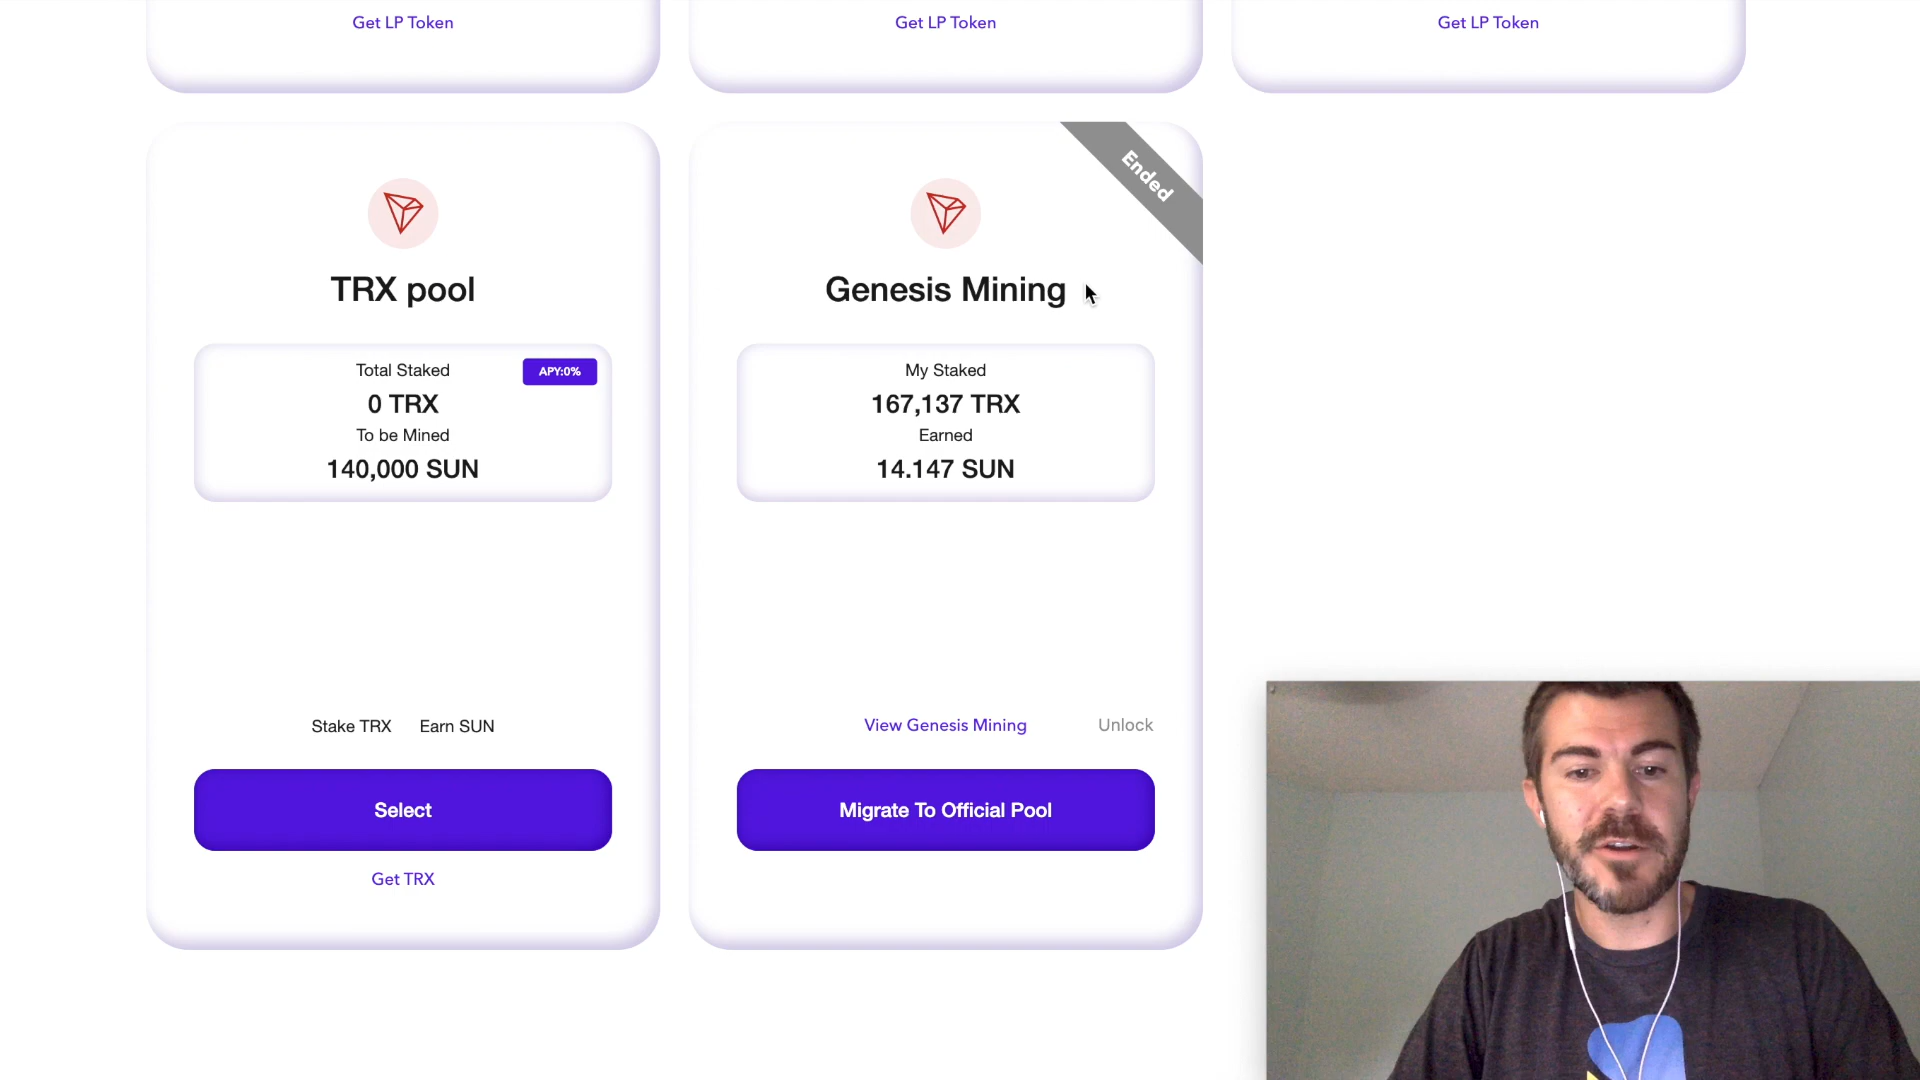 Get LP Token
Get LP Token
Get LP Token
Ended
TRX pool
Total Staked
APY:0%
0 TRX
To be Mined
140,000 SUN
Stake TRX Earn SUN
Select
Get TRX
Genesis Mining
My Staked
167,137 TRX
Earned
14.147 SUN
View Genesis Mining Unlock
Migrate To Official Pool